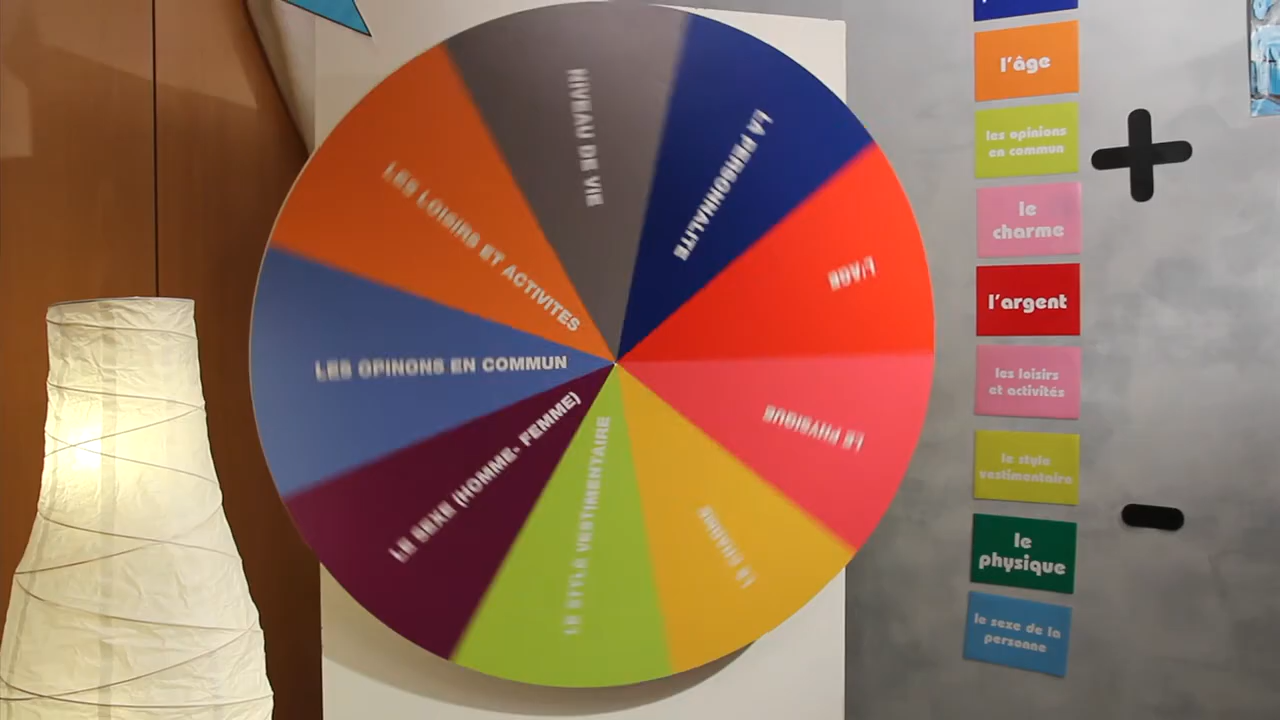 NIVEAU DE VIE
LA PERSONNALITE
L'AGE
LE PHYSIQUE
LE CHARME
LE STYLE VESTIMENTAIRE
LE SEXE (HOMME- FEMME)
LES OPINONS EN COMMUN
LES LOISIRS ET ACTIVITES
l'âge
les opinions
en commun
le
charme
l'argent
les loisirs
et activités
le style
vestimentaire
le
physique
le sexe de la
personne